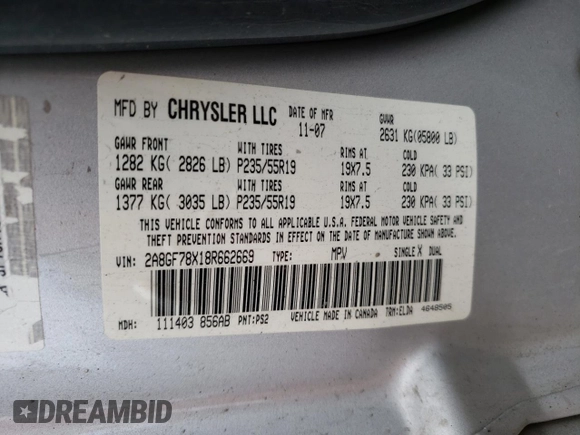 MFD BY CHRYSLER LLC DATE OF MFR GVWR
11-07 2631 KG(05800 LB)
GAWR FRONT WITH TIRES RIMS AT COLD
1282 KG( 2826 LB) P235/55R19 19X7.5 230 KPA( 33 PSI)
GAWR REAR WITH TIRES RIMS AT COLD
1377 KG( 3035 LB) P235/55R19 19X7.5 230 KPA( 33 PSI)
THIS VEHICLE CONFORMS TO ALL APPLICABLE U.S.A. FEDERAL MOTOR VEHICLE SAFETY AND
THEFT PREVENTION STANDARDS IN EFFECT ON THE DATE OF MANUFACTURE SHOWN ABOVE.
VIN: 2A8GF78X18R662669 TYPE: MPV SINGLE X DUAL
MDH: 111403 856AB PNT:PS2 VEHICLE MADE IN CANADA TRM:ELDA 4648505
DREAMBID